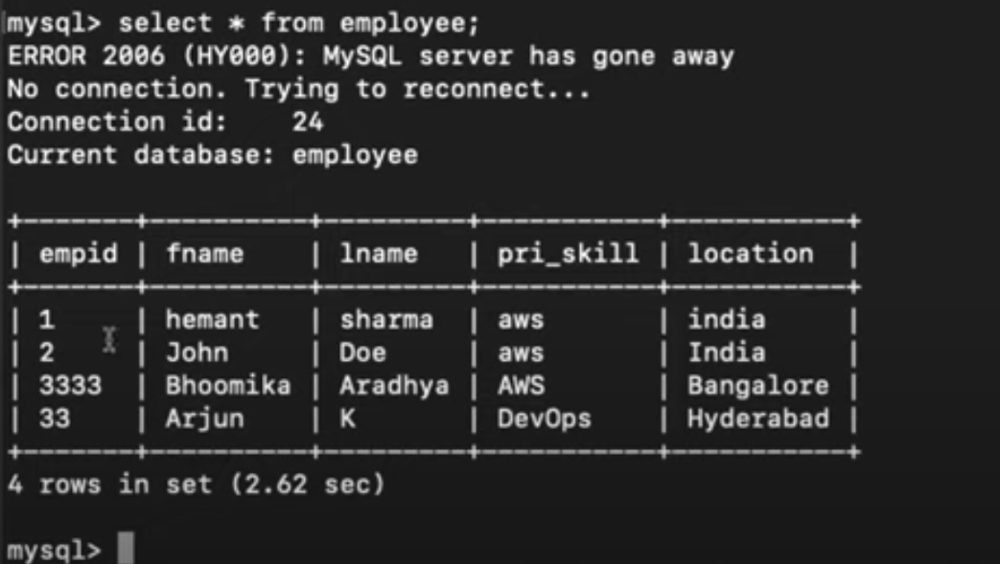 mysql> select * from employee;
ERROR 2006 (HY000): MySQL server has gone away
No connection. Trying to reconnect...
Connection id:    24
Current database: employee
+-------+----------+--------+-----------+-----------+
| empid | fname    | lname   | pri_skill | location  |
+-------+----------+---------+-----------+-----------+
| 1     | hemant   | sharma  | aws       | india     |
| 2     | John     | Doe     | aws       | India     |
| 3333  | Bhoomika | Aradhya | AWS       | Bangalore |
| 33    | Arjun    | K       | DevOps    | Hyderabad |
+-------+----------+---------+-----------+-----------+
4 rows in set (2.62 sec)
mysql>